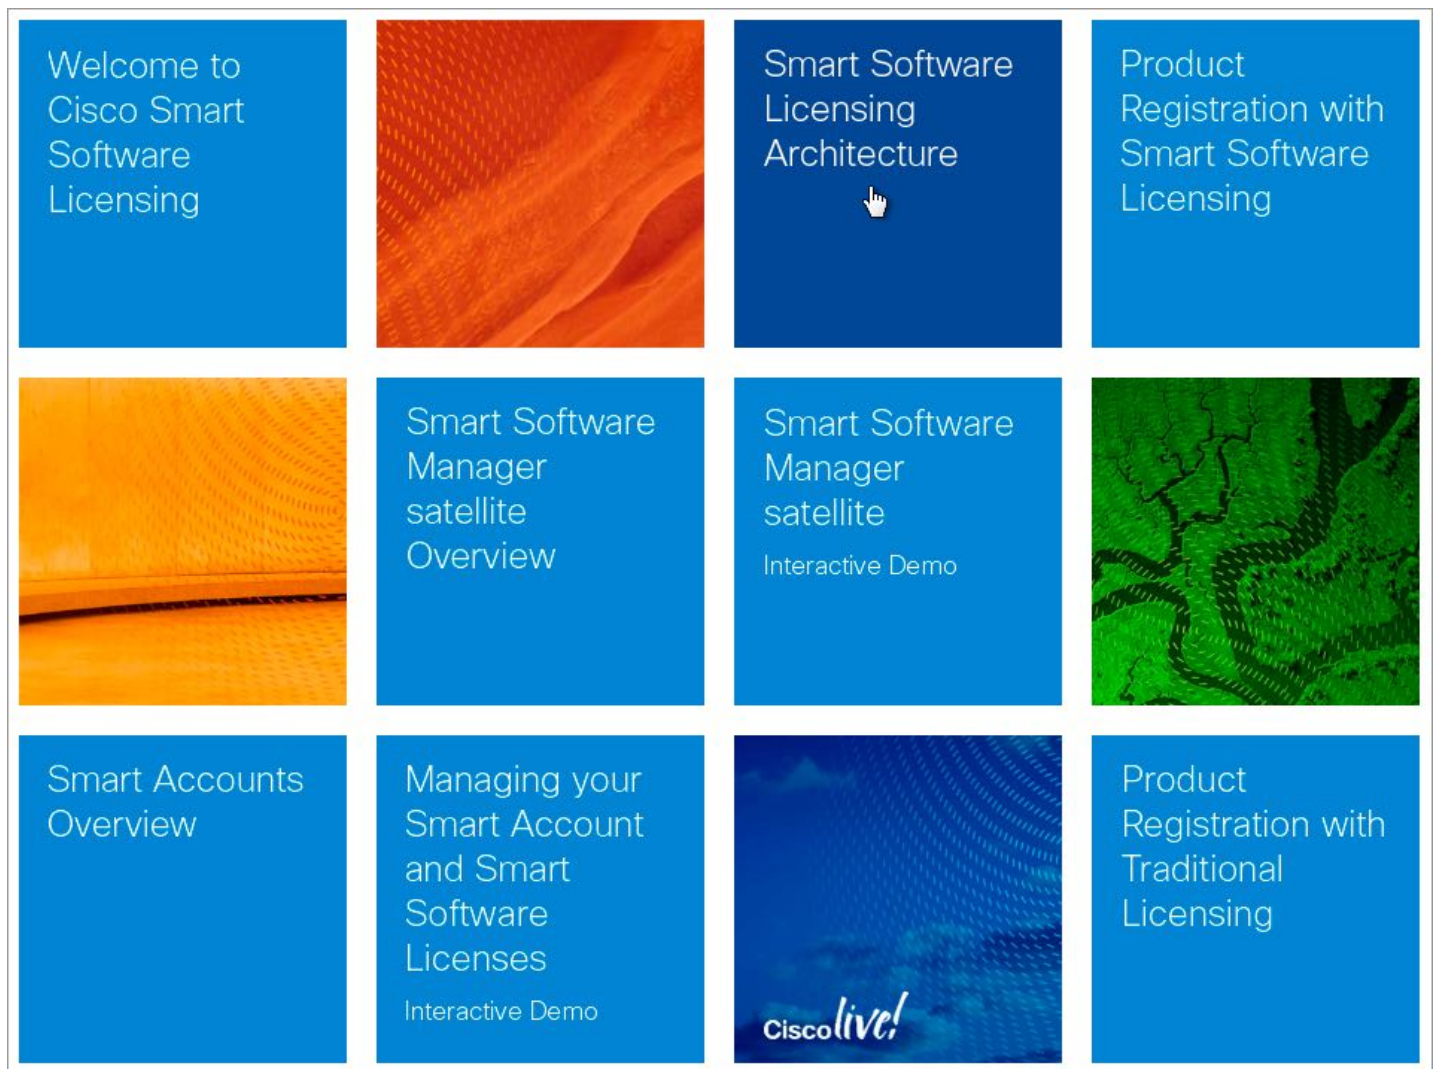 Welcome to
Cisco Smart
Software
Licensing
Smart Software
Licensing
Architecture
Product
Registration with
Smart Software
Licensing
Smart Software
Manager
satellite
Overview
Smart Software
Manager
satellite
Interactive Demo
Smart Accounts
Overview
Managing your
Smart Account
and Smart
Software
Licenses
Interactive Demo
Cisco live!
Product
Registration with
Traditional
Licensing